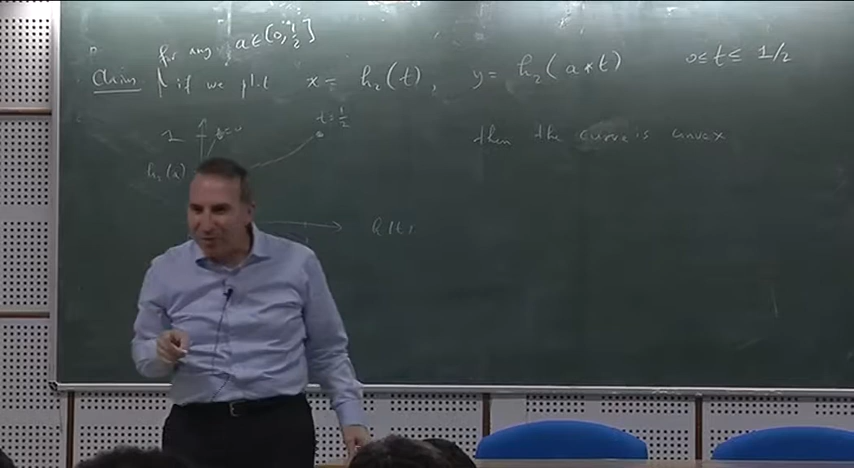 for any a ∈ [0, 1/2]
Claim if we plot x = h₂(t), y = h₂(a * t) 0 ≤ t ≤ 1/2
t = 1/2
1
then the curve is convex
h₂(a)